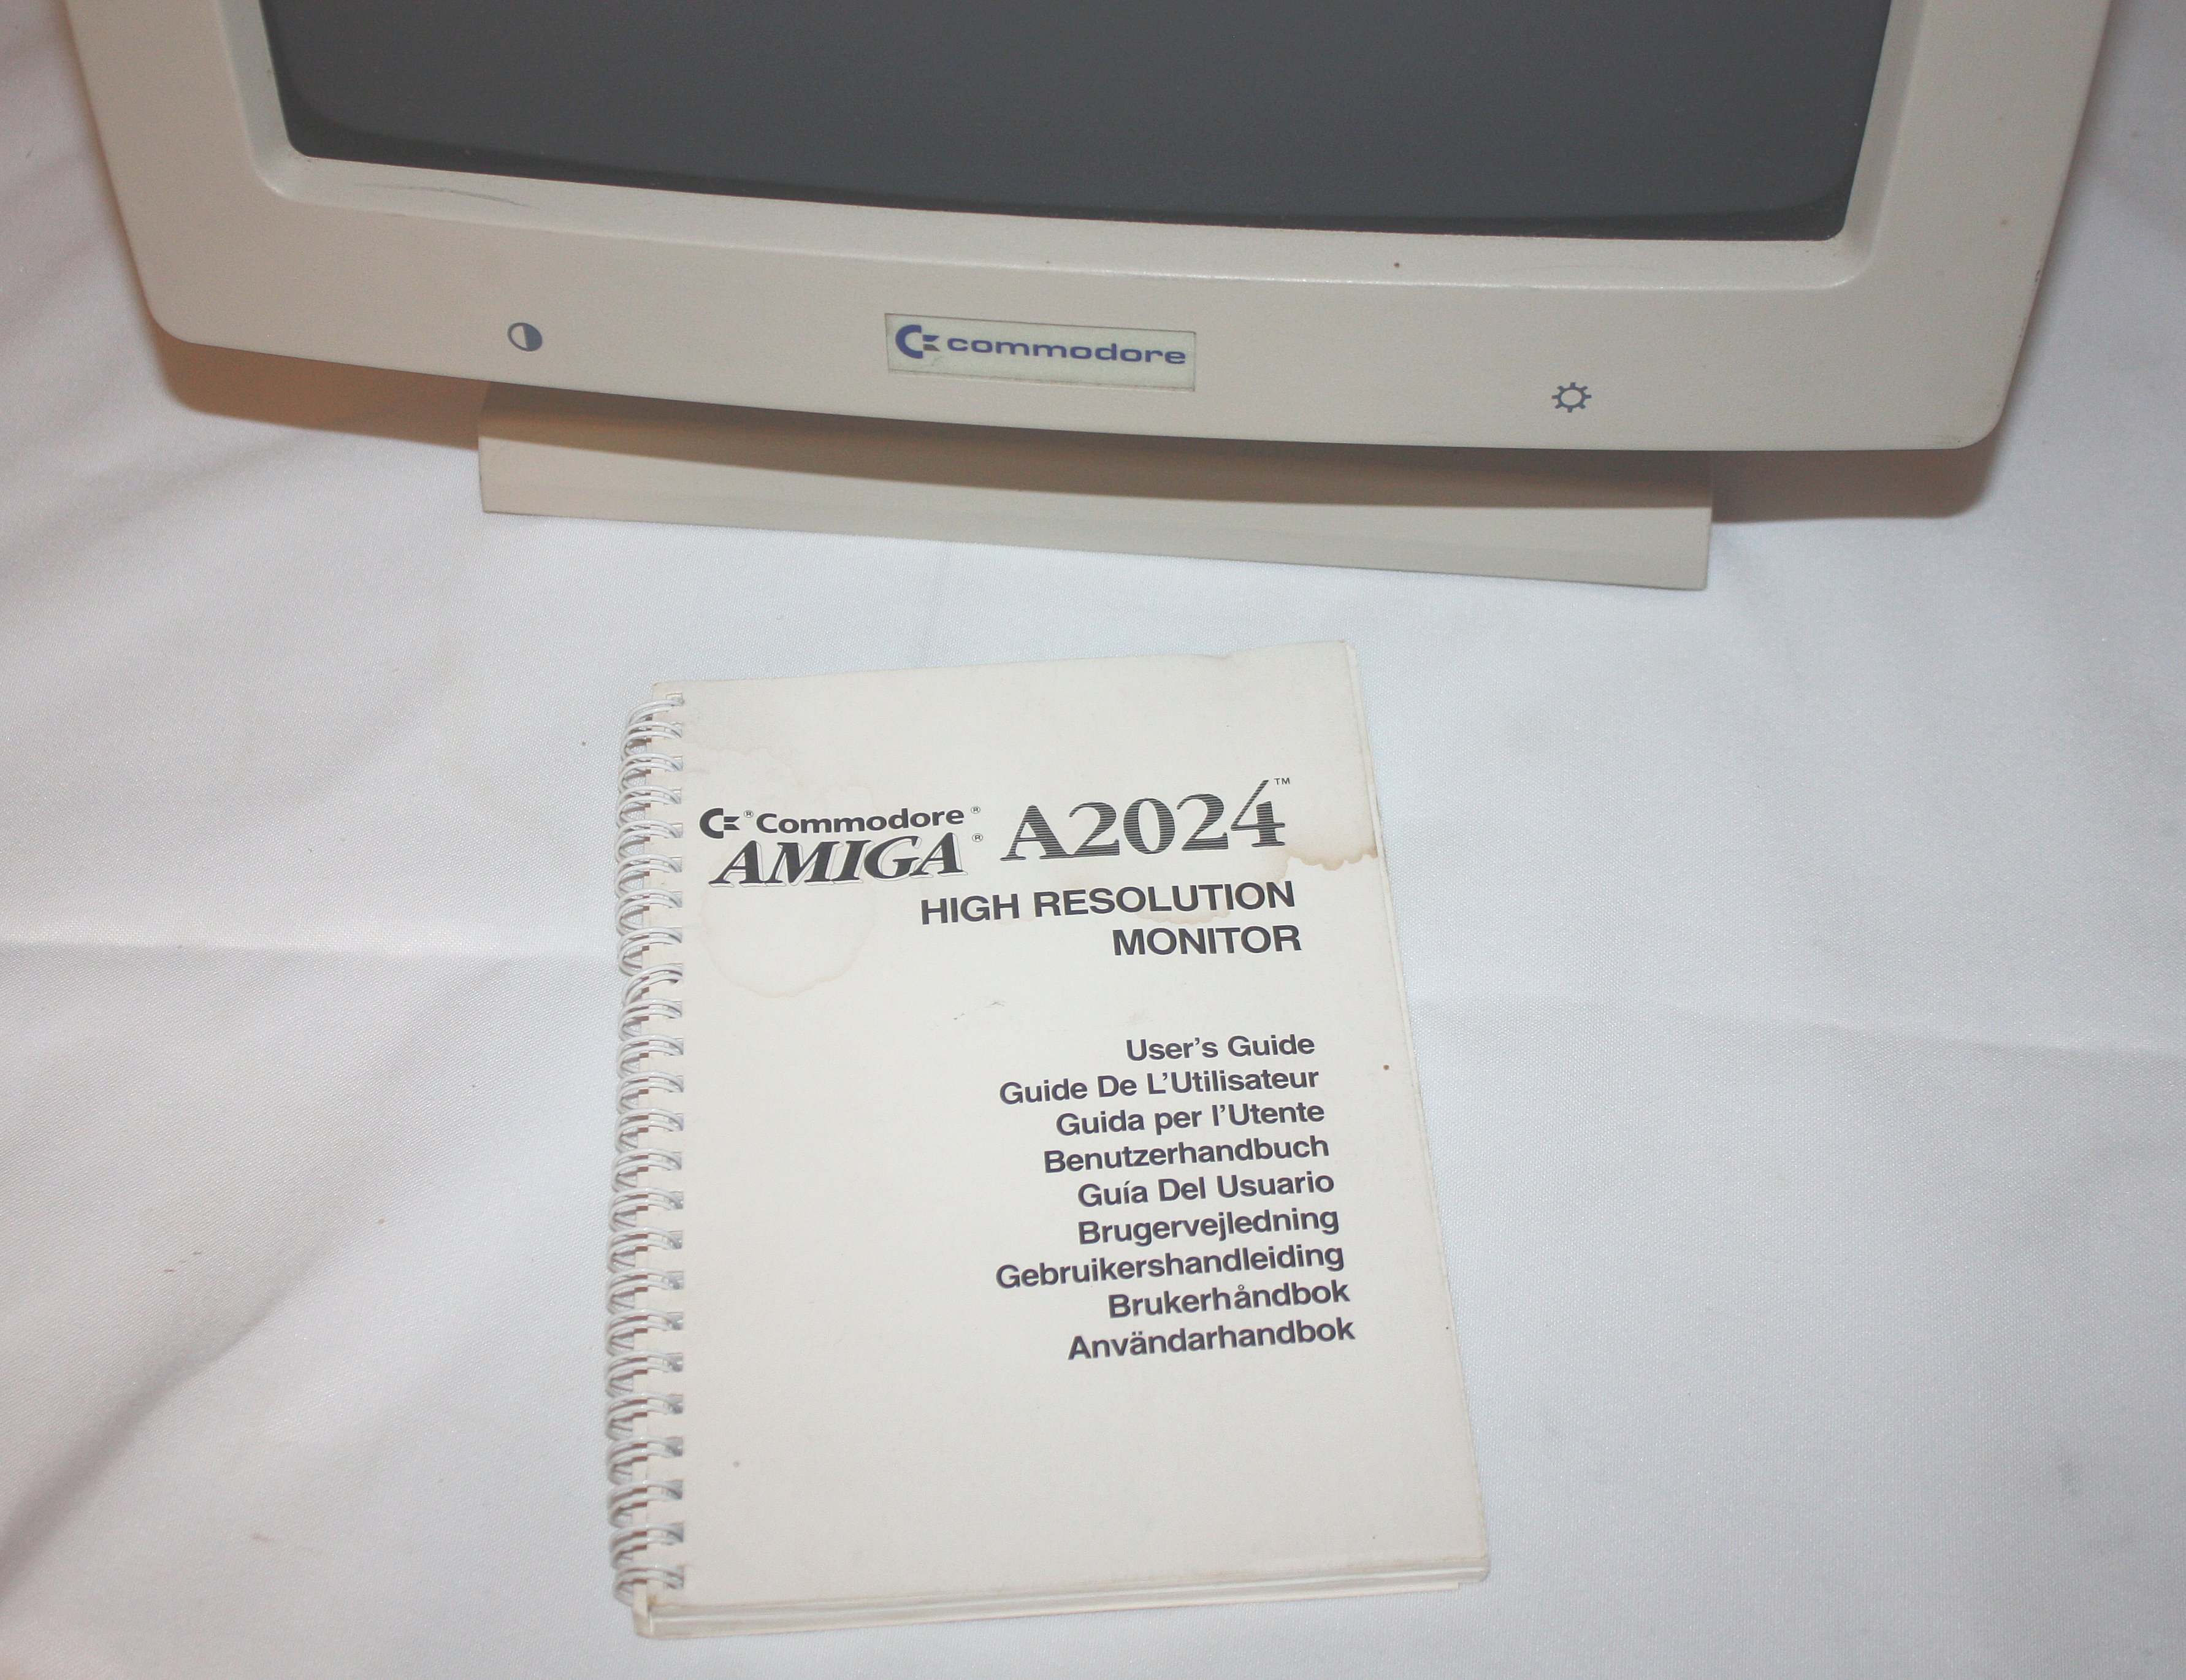 commodore
Commodore®
AMIGA® A2024™
HIGH RESOLUTION
MONITOR
User's Guide
Guide De L'Utilisateur
Guida per l'Utente
Benutzerhandbuch
Guía Del Usuario
Brugervejledning
Gebruikershandleiding
Brukerhåndbok
Användarhandbok